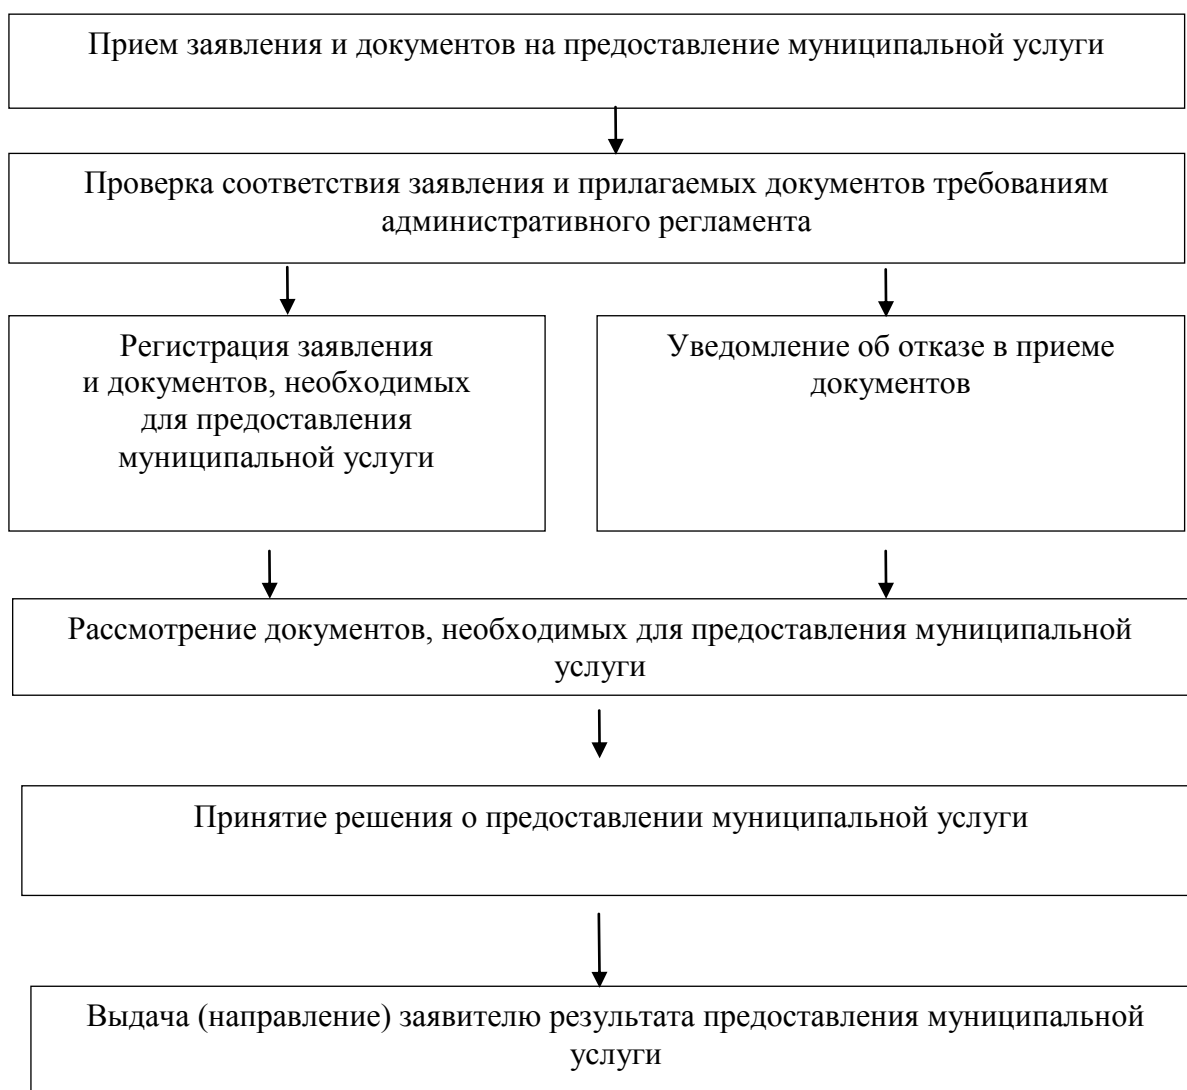 Прием заявления и документов на предоставление муниципальной услуги
Проверка соответствия заявления и прилагаемых документов требованиям
административного регламента
Регистрация заявления
и документов, необходимых
для предоставления
муниципальной услуги
Уведомление об отказе в приеме
документов
Рассмотрение документов, необходимых для предоставления муниципальной
услуги
Принятие решения о предоставлении муниципальной услуги
Выдача (направление) заявителю результата предоставления муниципальной
услуги